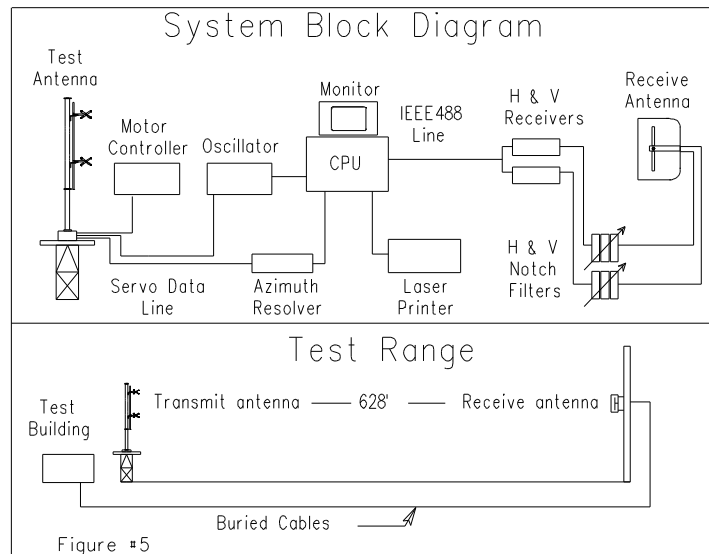 System Block Diagram
Test
Antenna
Motor
Controller
Oscillator
Monitor
CPU
IEEE488
Line
H & V
Receivers
Receive
Antenna
Servo Data
Line
Azimuth
Resolver
Laser
Printer
H & V
Notch
Filters
Test Range
Test
Building
Transmit antenna — 628' — Receive antenna
Buried Cables
Figure #5